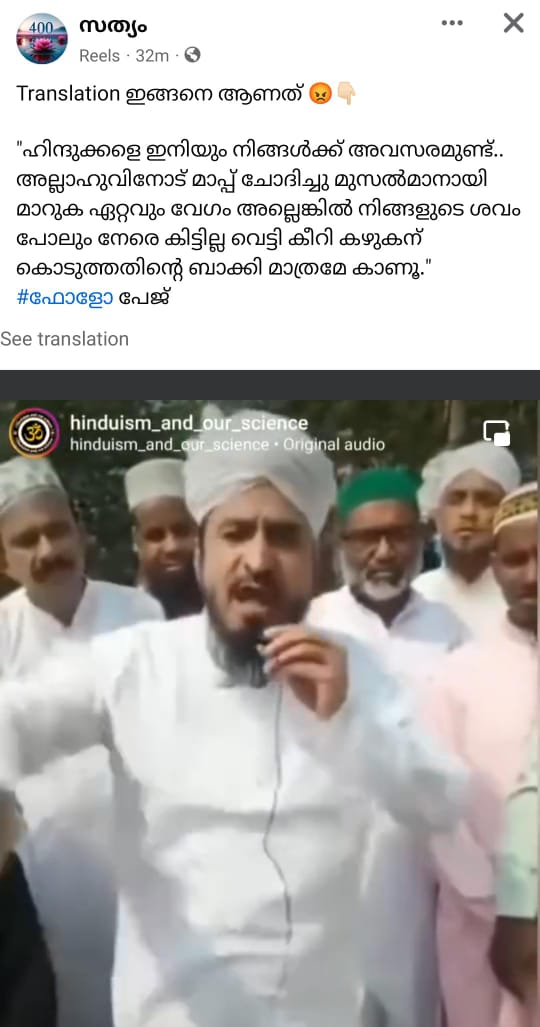 400
സത്യം
Reels · 32m ·
Translation ഇങ്ങനെ ആണത് 😡👇🏻
"ഹിന്ദുക്കളെ ഇനിയും നിങ്ങൾക്ക് അവസരമുണ്ട്..
അല്ലാഹുവിനോട് മാപ്പ് ചോദിച്ചു മുസൽമാനായി
മാറുക ഏറ്റവും വേഗം അല്ലെങ്കിൽ നിങ്ങളുടെ ശവം
പോലും നേരെ കിട്ടില്ല വെട്ടി കീറി കഴുകന്
കൊടുത്തതിന്റെ ബാക്കി മാത്രമേ കാണൂ."
#ഫോളോ പേജ്
See translation
hinduism_and_our_science
hinduism_and_our_science • Original audio